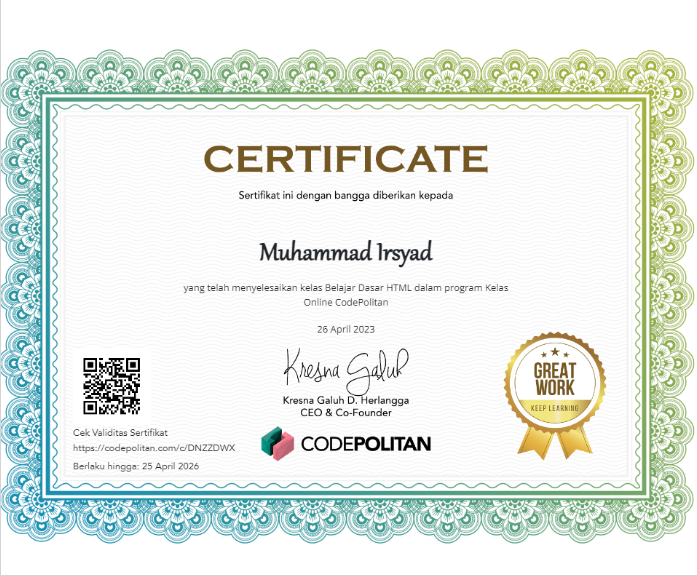 CERTIFICATE
Sertifikat ini dengan bangga diberikan kepada
Muhammad Irsyad
yang telah menyelesaikan kelas Belajar Dasar HTML dalam program Kelas
Online CodePolitan
26 April 2023
Kresna Galuh
Kresna Galuh D. Herlangga
CEO & Co-Founder
CODEPOLITAN
GREAT
WORK
KEEP LEARNING
Cek Validitas Sertifikat
https://codepolitan.com/c/DNZZDWX
Berlaku hingga: 25 April 2026